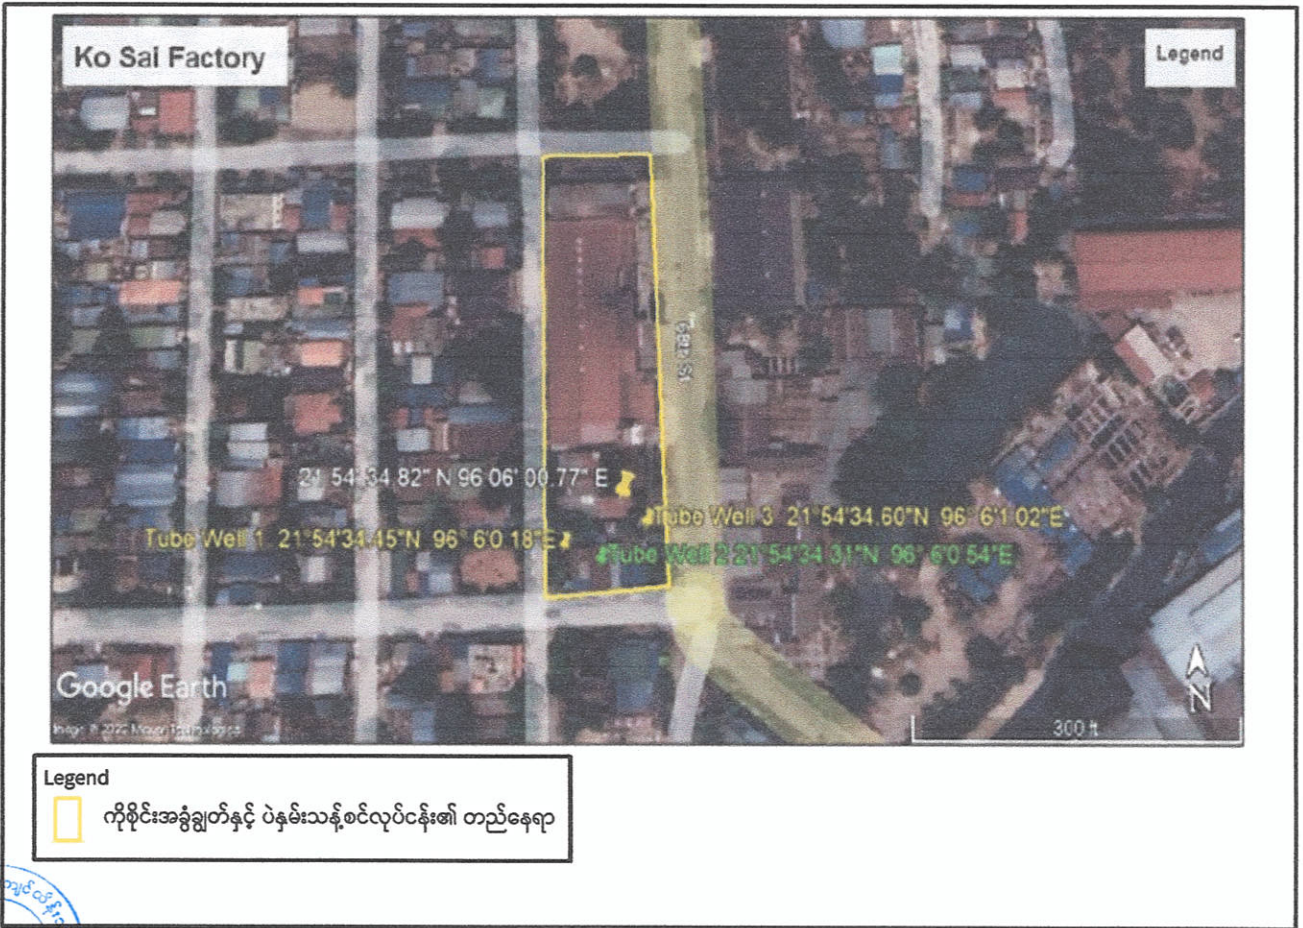 Ko Sai Factory
Legend
21 54' 34 82" N 96 06' 00.77" E
Tube Well 3 21°54'34.60"N 96° 6'1 02"E
Tube Well 1 21°54'34.45"N 96° 6'0 18"E
Tube Well 2 21°54'34 31"N 96° 6'0 54"E
Google Earth
300 ft
N
Legend
ကိုစိုင်းအခွံချွတ်နှင့် ပဲနှမ်းသန့်စင်လုပ်ငန်း၏ တည်နေရာ